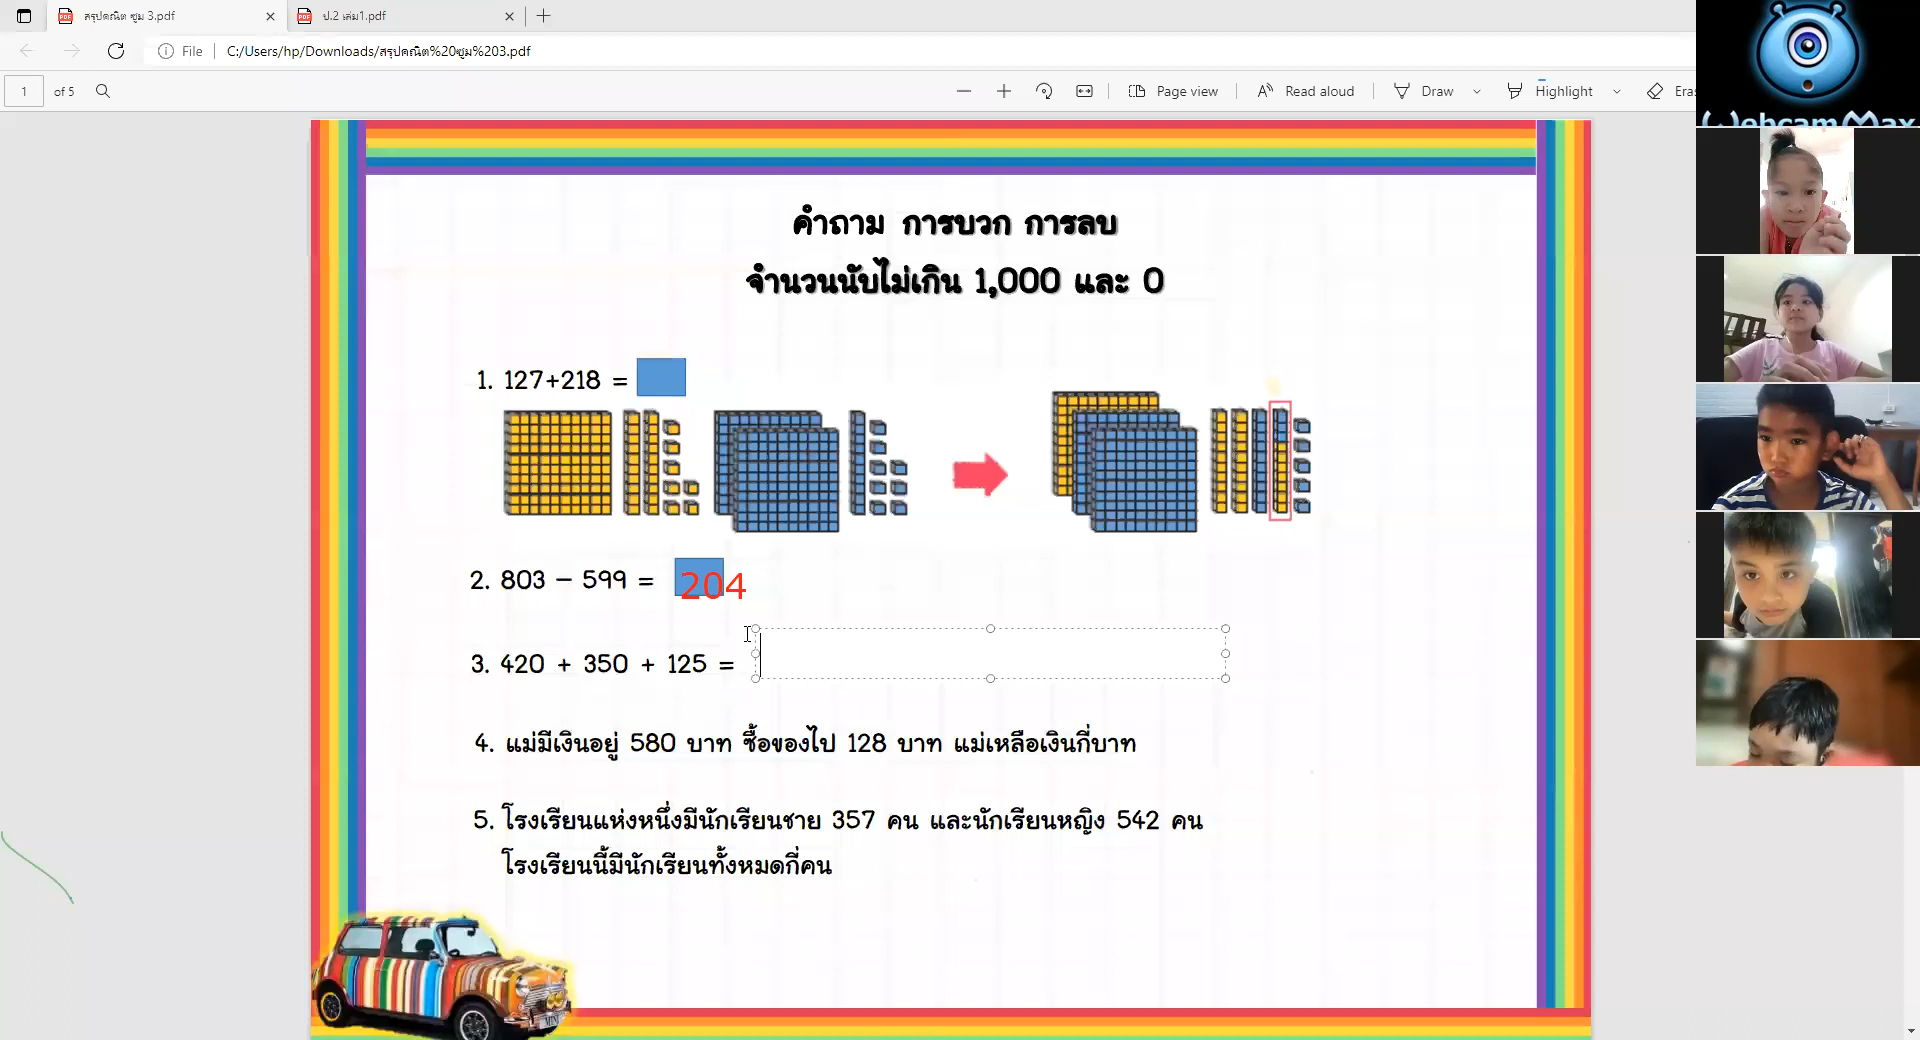 สรุปคณิต ซูม 3.pdf
ป.2 เล่ม1.pdf
File
C:/Users/hp/Downloads/สรุปคณิต%20ซูม%203.pdf
1 of 5
Page view
Read aloud
Draw
Highlight
Eras
WebcamMax
คำถาม การบวก การลบ
จำนวนนับไม่เกิน 1,000 และ 0
1. 127+218 =
2. 803 – 599 = 204
3. 420 + 350 + 125 =
4. แม่มีเงินอยู่ 580 บาท ซื้อของไป 128 บาท แม่เหลือเงินกี่บาท
5. โรงเรียนแห่งหนึ่งมีนักเรียนชาย 357 คน และนักเรียนหญิง 542 คน
โรงเรียนนี้มีนักเรียนทั้งหมดกี่คน
MINI